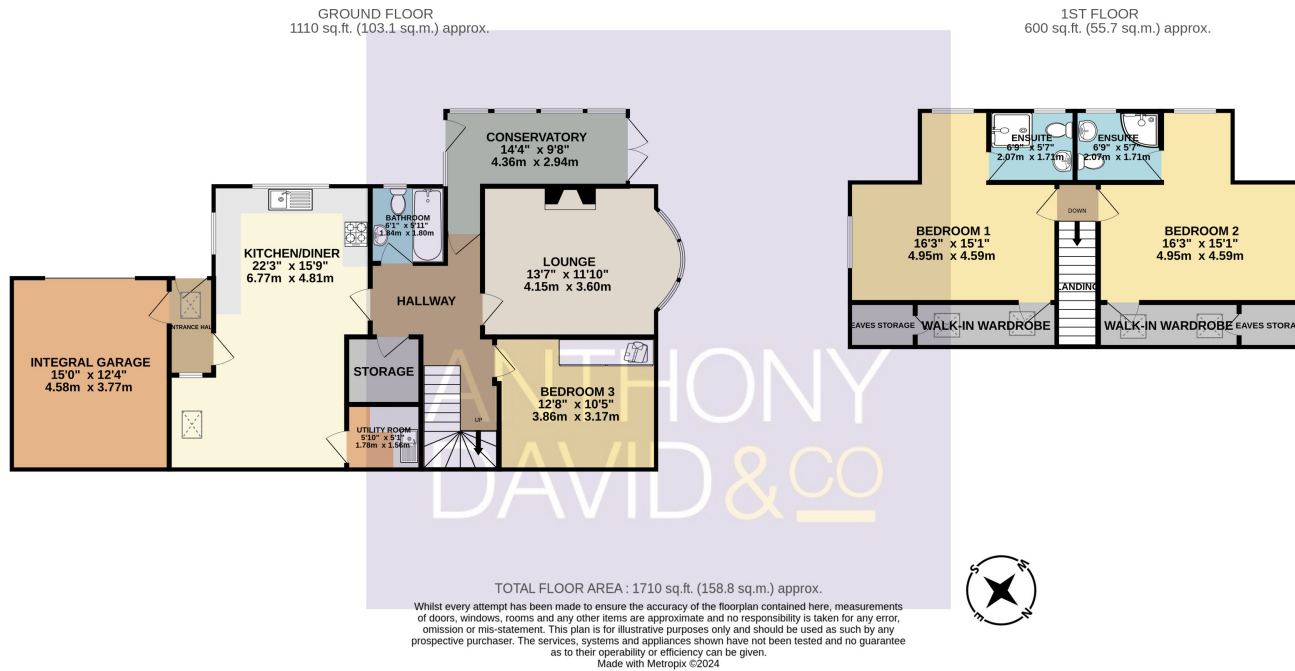 GROUND FLOOR
1110 sq.ft. (103.1 sq.m.) approx.
1ST FLOOR
600 sq.ft. (55.7 sq.m.) approx.
CONSERVATORY
14'4" x 9'8"
4.36m x 2.94m
BATHROOM
6'1" x 5'11"
1.84m x 1.80m
KITCHEN/DINER
22'3" x 15'9"
6.77m x 4.81m
LOUNGE
13'7" x 11'10"
4.15m x 3.60m
HALLWAY
ENTRANCE HALL
INTEGRAL GARAGE
15'0" x 12'4"
4.58m x 3.77m
STORAGE
BEDROOM 3
12'8" x 10'5"
3.86m x 3.17m
UP
UTILITY ROOM
5'10" x 5'1"
1.78m x 1.56m
ENSUITE
6'9" x 5'7"
2.07m x 1.71m
ENSUITE
6'9" x 5'7"
2.07m x 1.71m
DOWN
BEDROOM 1
16'3" x 15'1"
4.95m x 4.59m
BEDROOM 2
16'3" x 15'1"
4.95m x 4.59m
LANDING
EAVES STORAGE
WALK-IN WARDROBE
WALK-IN WARDROBE
EAVES STORA
ANTHONY
DAVID & CO
S
W
E
N
TOTAL FLOOR AREA : 1710 sq.ft. (158.8 sq.m.) approx.
Whilst every attempt has been made to ensure the accuracy of the floorplan contained here, measurements
of doors, windows, rooms and any other items are approximate and no responsibility is taken for any error,
omission or mis-statement. This plan is for illustrative purposes only and should be used as such by any
prospective purchaser. The services, systems and appliances shown have not been tested and no guarantee
as to their operability or efficiency can be given.
Made with Metropix ©2024